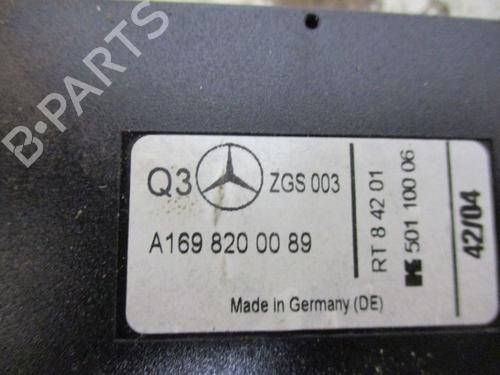 B-PARTS
Q3 ZGS 003
A169 820 00 89
Made in Germany (DE)
RT 8 42 01
K 501 100 06
42/04